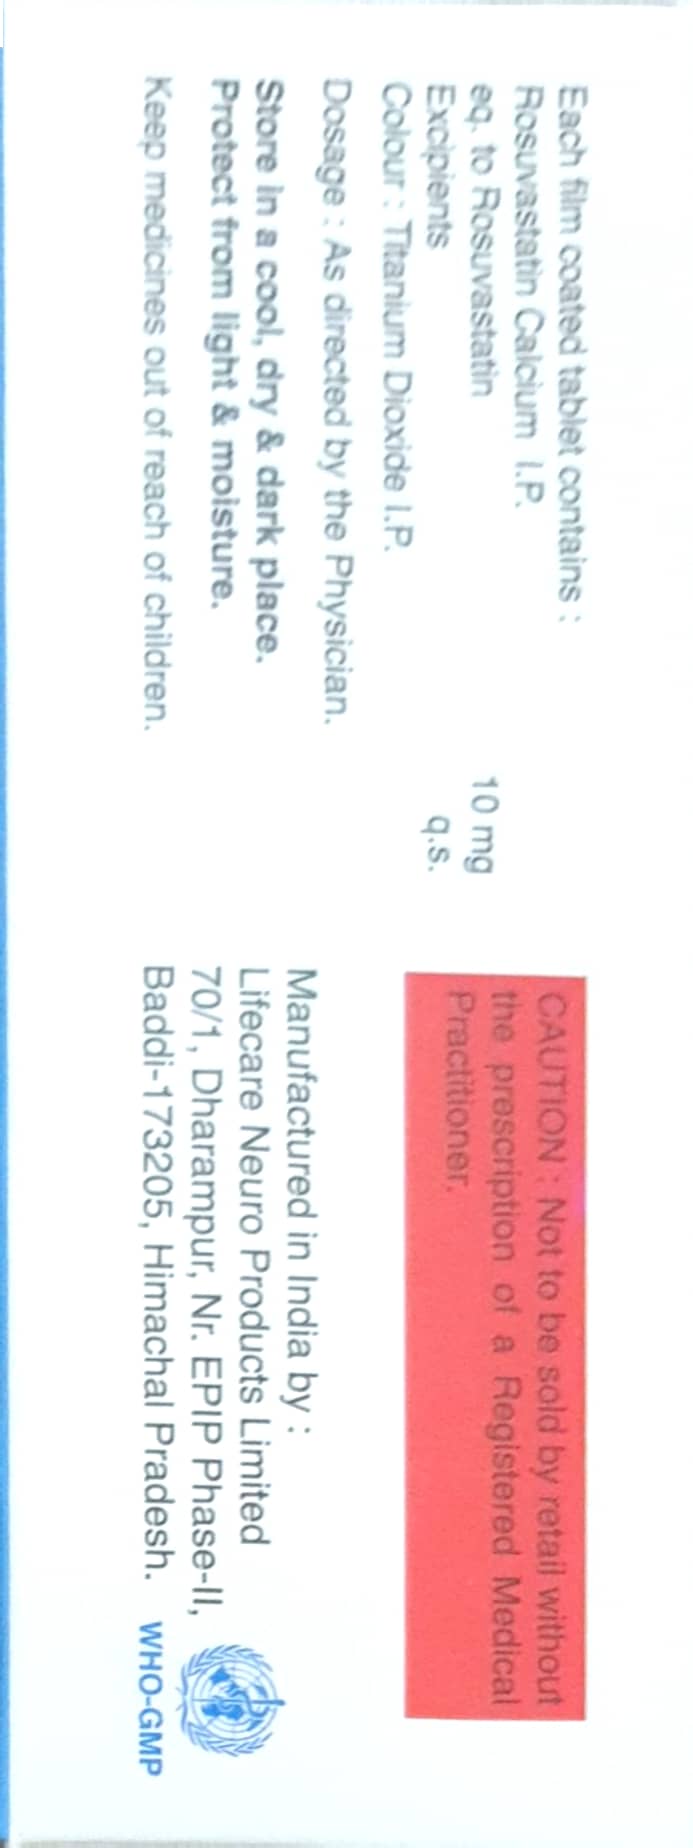 Each film coated tablet contains :
Rosuvastatin Calcium I.P.
eq. to Rosuvastatin 10 mg
Excipients q.s.
Colour : Titanium Dioxide I.P.
Dosage : As directed by the Physician.
Store in a cool, dry & dark place.
Protect from light & moisture.
Keep medicines out of reach of children.
CAUTION : Not to be sold by retail without
the prescription of a Registered Medical
Practitioner.
Manufactured in India by :
Lifecare Neuro Products Limited
70/1, Dharampur, Nr. EPIP Phase-II,
Baddi-173205, Himachal Pradesh.
WHO-GMP